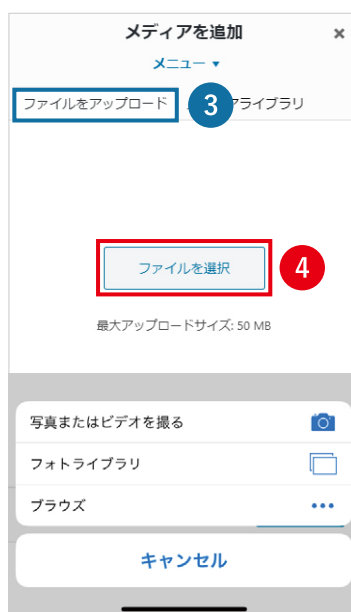 メディアを追加 ×
メニュー ▼
ファイルをアップロード 3 アライブラリ
ファイルを選択 4
最大アップロードサイズ: 50 MB
写真またはビデオを撮る
フォトライブラリ
ブラウズ
キャンセル